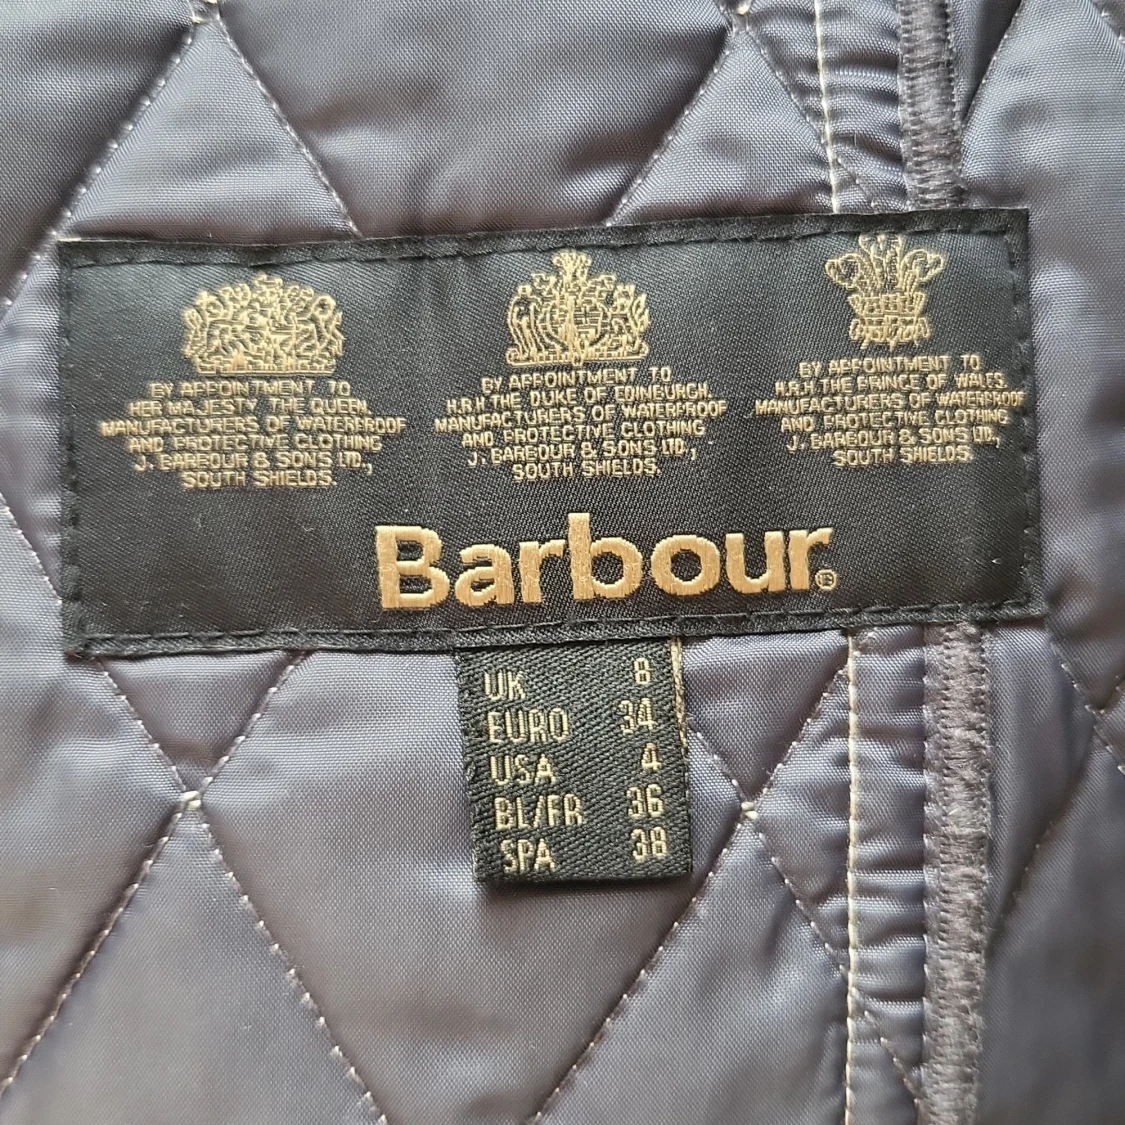 BY APPOINTMENT TO
HER MAJESTY THE QUEEN
MANUFACTURERS OF WATERPROOF
AND PROTECTIVE CLOTHING
J. BARBOUR & SONS LTD.,
SOUTH SHIELDS.
BY APPOINTMENT TO
H.R.H. THE DUKE OF EDINBURGH,
MANUFACTURERS OF WATERPROOF
AND PROTECTIVE CLOTHING
J. BARBOUR & SONS LTD.,
SOUTH SHIELDS.
BY APPOINTMENT TO
H.R.H. THE PRINCE OF WALES.
MANUFACTURERS OF WATERPROOF
AND PROTECTIVE CLOTHING
J. BARBOUR & SONS LTD.,
SOUTH SHIELDS.
Barbour®
UK 8
EURO 34
USA 4
BL/FR 36
SPA 38